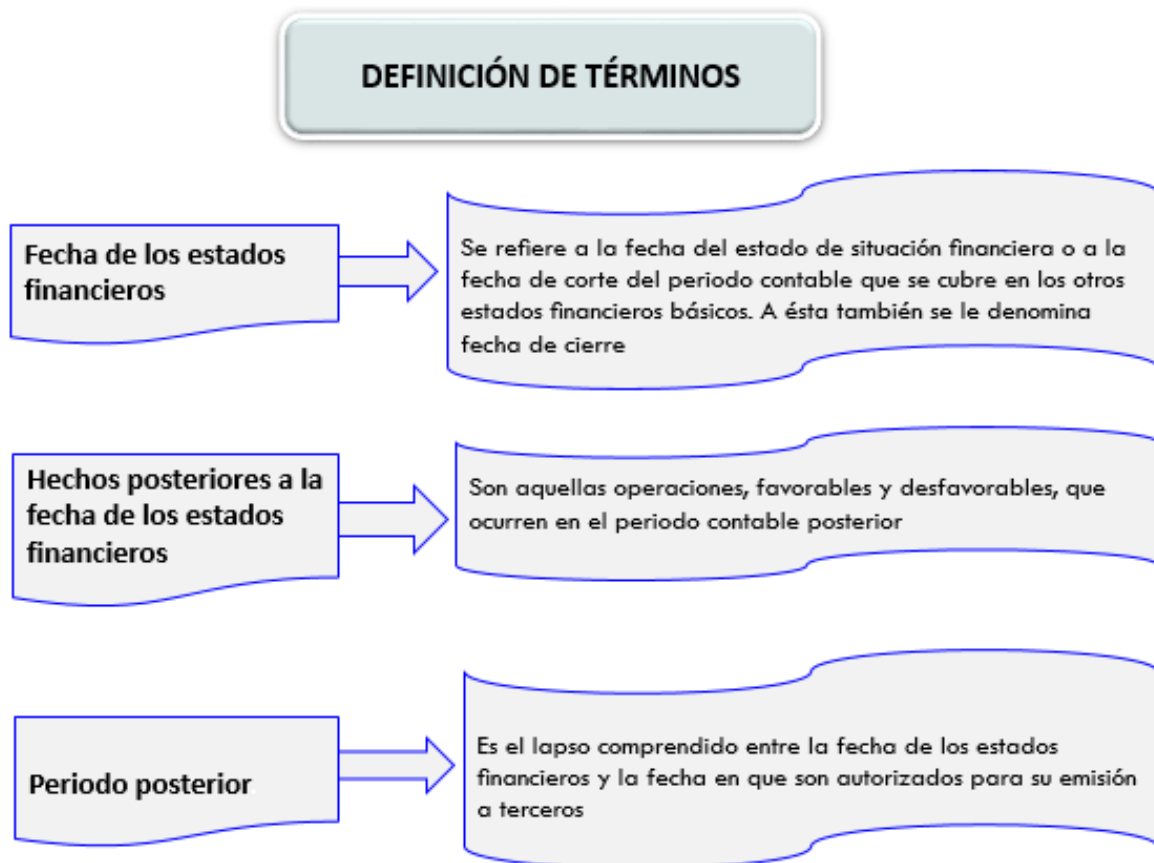 DEFINICIÓN DE TÉRMINOS
Fecha de los estados
financieros
Se refiere a la fecha del estado de situación financiera o a la
fecha de corte del periodo contable que se cubre en los otros
estados financieros básicos. A ésta también se le denomina
fecha de cierre
Hechos posteriores a la
fecha de los estados
financieros
Son aquellas operaciones, favorables y desfavorables, que
ocurren en el periodo contable posterior
Periodo posterior
Es el lapso comprendido entre la fecha de los estados
financieros y la fecha en que son autorizados para su emisión
a terceros